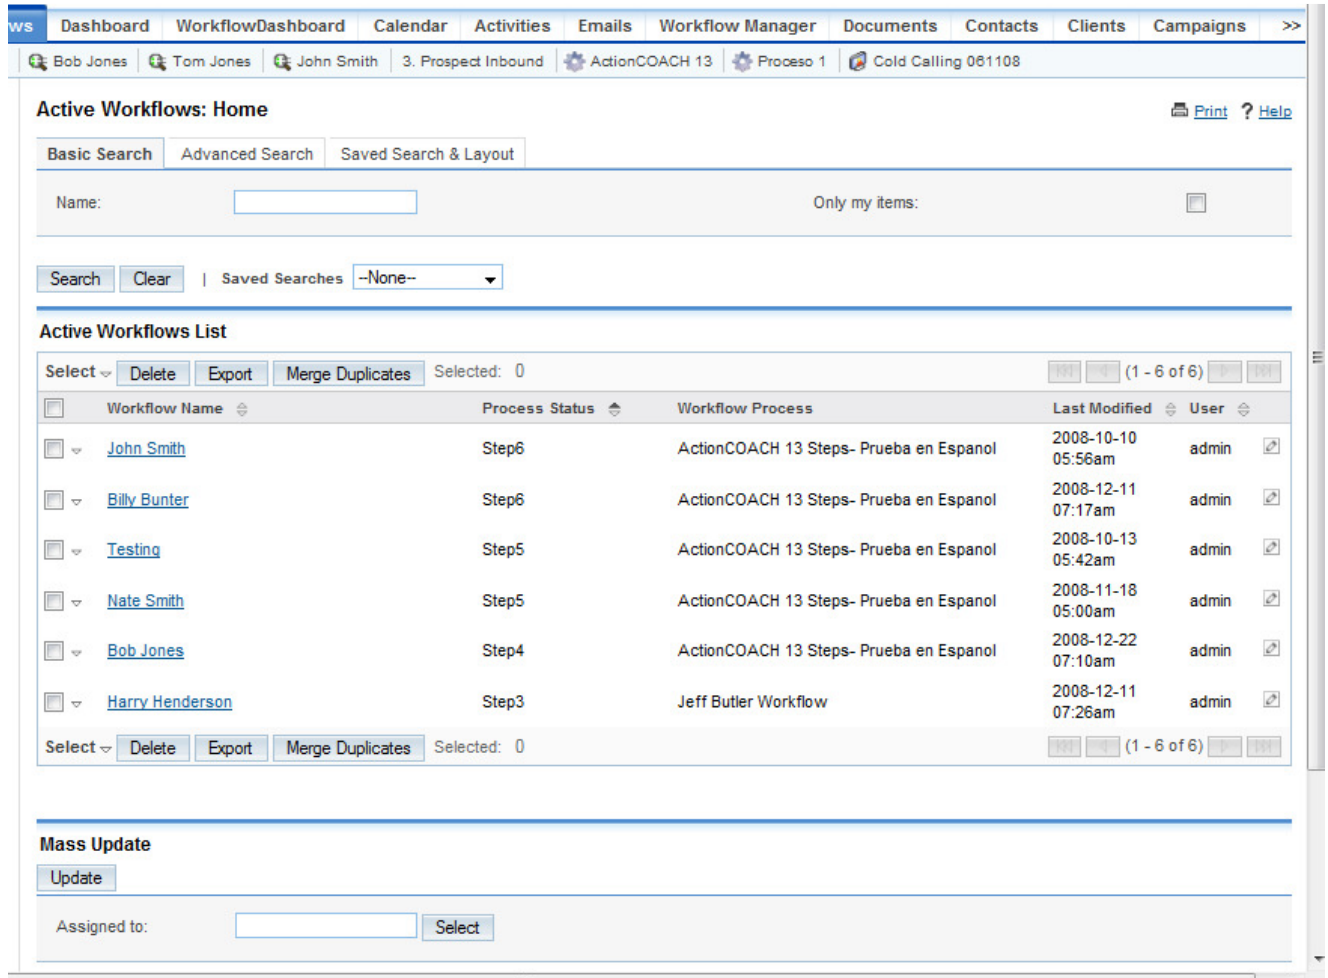 ws Dashboard WorkflowDashboard Calendar Activities Emails Workflow Manager Documents Contacts Clients Campaigns >>
Bob Jones Tom Jones John Smith 3. Prospect Inbound ActionCOACH 13 Proceso 1 Cold Calling 061108
Active Workflows: Home Print ? Help
Basic Search Advanced Search Saved Search & Layout
Name: Only my items:
Search Clear | Saved Searches --None--
Active Workflows List
Select Delete Export Merge Duplicates Selected: 0 (1 - 6 of 6)
Workflow Name Process Status Workflow Process Last Modified User
John Smith Step6 ActionCOACH 13 Steps- Prueba en Espanol 2008-10-10 05:56am admin
Billy Bunter Step6 ActionCOACH 13 Steps- Prueba en Espanol 2008-12-11 07:17am admin
Testing Step5 ActionCOACH 13 Steps- Prueba en Espanol 2008-10-13 05:42am admin
Nate Smith Step5 ActionCOACH 13 Steps- Prueba en Espanol 2008-11-18 05:00am admin
Bob Jones Step4 ActionCOACH 13 Steps- Prueba en Espanol 2008-12-22 07:10am admin
Harry Henderson Step3 Jeff Butler Workflow 2008-12-11 07:26am admin
Select Delete Export Merge Duplicates Selected: 0 (1 - 6 of 6)
Mass Update
Update
Assigned to: Select